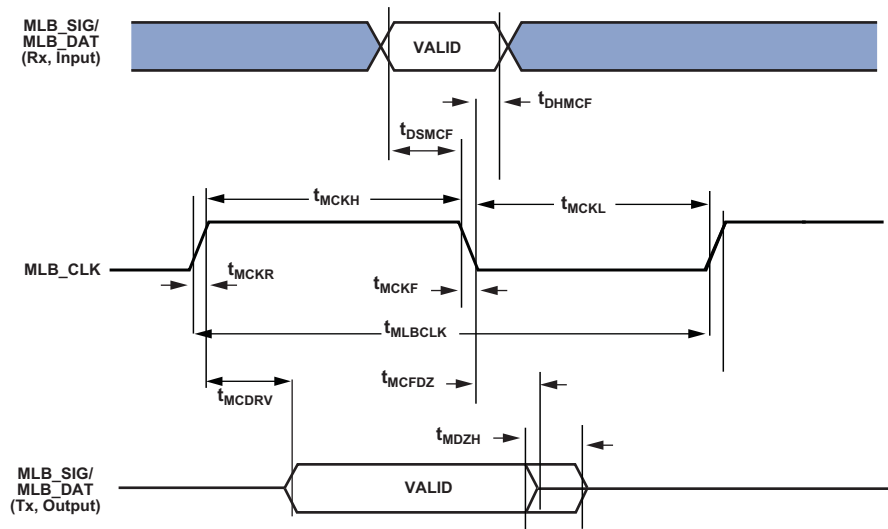 MLB_SIG/
MLB_DAT
(Rx, Input)
VALID
tDHMCF
tDSMCF
tMCKH
tMCKL
MLB_CLK
tMCKR
tMCKF
tMLBCLK
tMCFDZ
tMCDRV
tMDZH
MLB_SIG/
MLB_DAT
(Tx, Output)
VALID